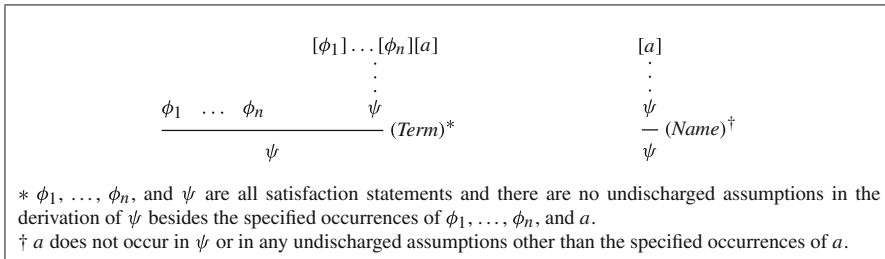 [ϕ₁] . . . [ϕₙ][a] [a]
ϕ₁ . . . ϕₙ ψ ψ
(Term)* (Name)†
ψ ψ
∗ ϕ₁, …, ϕₙ, and ψ are all satisfaction statements and there are no undischarged assumptions in the
derivation of ψ besides the specified occurrences of ϕ₁, …, ϕₙ, and a.
† a does not occur in ψ or in any undischarged assumptions other than the specified occurrences of a.